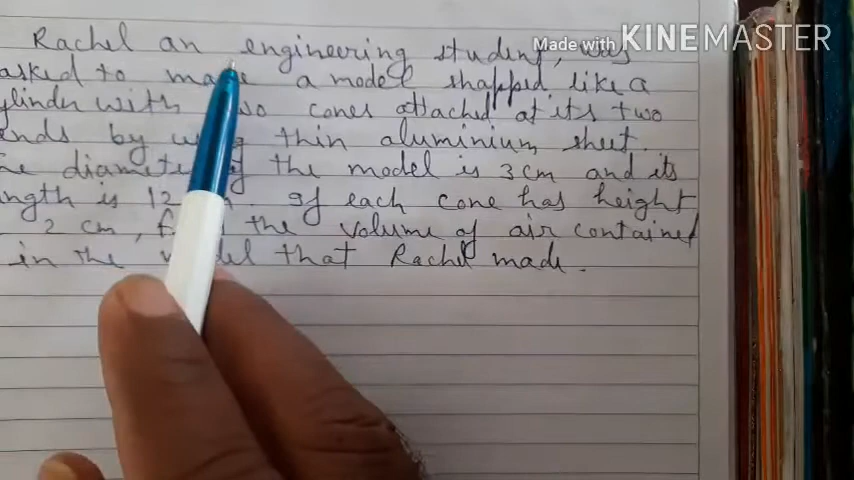 Rachel an engineering student, was
asked to make a model shapped like a
ylinder with two cones attached at its two
ends by using thin aluminium sheet.
he diameter of the model is 3 cm and its
ngth is 12 If each cone has height
2 cm, find the volume of air contained
in the model that Rachel made.
Made with KINEMASTER